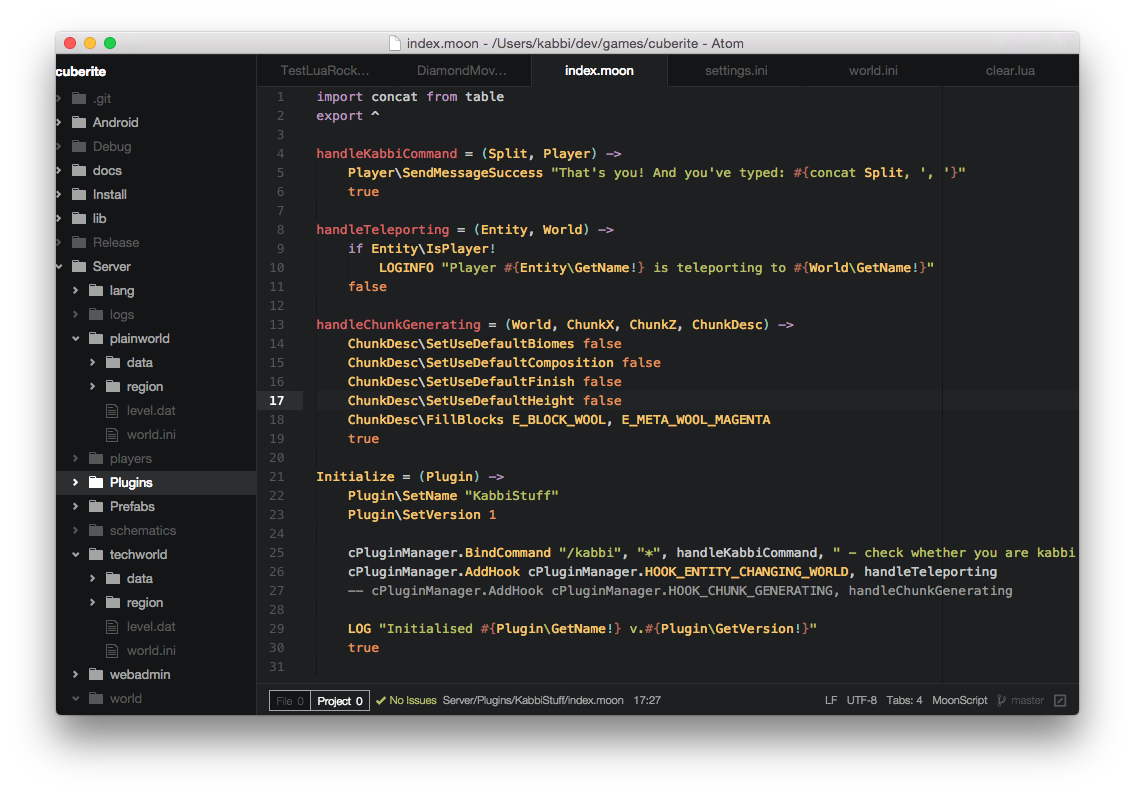 index.moon - /Users/kabbi/dev/games/cuberite - Atom
cuberite
.git
Android
Debug
docs
Install
lib
Release
Server
lang
logs
plainworld
data
region
level.dat
world.ini
players
Plugins
Prefabs
schematics
techworld
data
region
level.dat
world.ini
webadmin
world
TestLuaRock... DiamondMov... index.moon settings.ini world.ini clear.lua
1 import concat from table
2 export ^
3
4 handleKabbiCommand = (Split, Player) ->
5     Player\SendMessageSuccess "That's you! And you've typed: #{concat Split, ', '}"
6     true
7
8 handleTeleporting = (Entity, World) ->
9     if Entity\IsPlayer!
10         LOGINFO "Player #{Entity\GetName!} is teleporting to #{World\GetName!}"
11     false
12
13 handleChunkGenerating = (World, ChunkX, ChunkZ, ChunkDesc) ->
14     ChunkDesc\SetUseDefaultBiomes false
15     ChunkDesc\SetUseDefaultComposition false
16     ChunkDesc\SetUseDefaultFinish false
17     ChunkDesc\SetUseDefaultHeight false
18     ChunkDesc\FillBlocks E_BLOCK_WOOL, E_META_WOOL_MAGENTA
19     true
20
21 Initialize = (Plugin) ->
22     Plugin\SetName "KabbiStuff"
23     Plugin\SetVersion 1
24
25     cPluginManager.BindCommand "/kabbi", "*", handleKabbiCommand, " - check whether you are kabbi
26     cPluginManager.AddHook cPluginManager.HOOK_ENTITY_CHANGING_WORLD, handleTeleporting
27     -- cPluginManager.AddHook cPluginManager.HOOK_CHUNK_GENERATING, handleChunkGenerating
28
29     LOG "Initialised #{Plugin\GetName!} v.#{Plugin\GetVersion!}"
30     true
31
File 0 Project 0 No Issues Server/Plugins/KabbiStuff/index.moon 17:27 LF UTF-8 Tabs: 4 MoonScript master